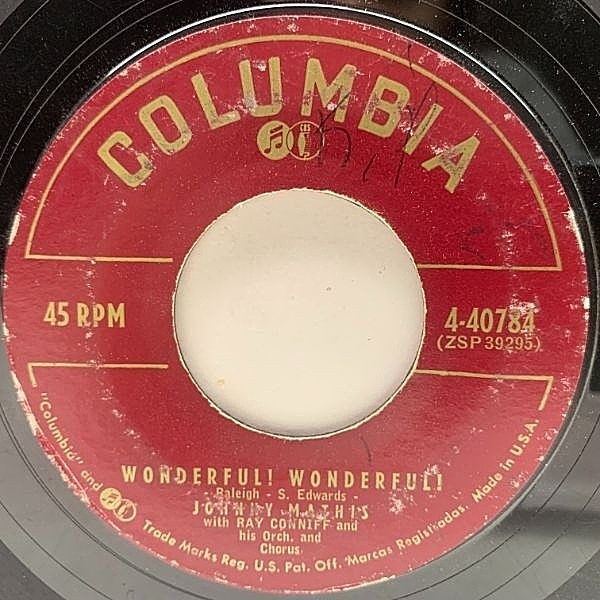 COLUMBIA
45 RPM
4-40784
(ZSP 39295)
WONDERFUL! WONDERFUL!
Raleigh - S. Edwards -
JOHNNY MATHIS
with RAY CONNIFF and
his Orch. and
Chorus
"Columbia" and Trade Marks Reg. U.S. Pat. Off. Marcas Registradas. Made in U.S.A.